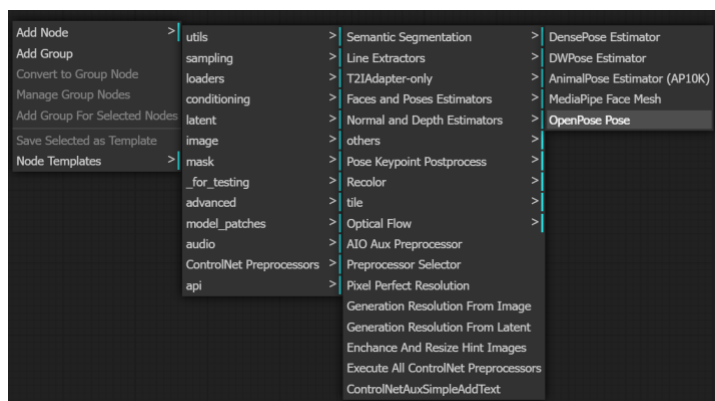 Add Node >
Add Group
Convert to Group Node
Manage Group Nodes
Add Group For Selected Nodes
Save Selected as Template
Node Templates >
utils >
sampling >
loaders >
conditioning >
latent >
image >
mask >
_for_testing >
advanced >
model_patches >
audio >
ControlNet Preprocessors >
api >
Semantic Segmentation >
Line Extractors >
T2IAdapter-only >
Faces and Poses Estimators >
Normal and Depth Estimators >
others >
Pose Keypoint Postprocess >
Recolor >
tile >
Optical Flow >
AIO Aux Preprocessor
Preprocessor Selector
Pixel Perfect Resolution
Generation Resolution From Image
Generation Resolution From Latent
Enchance And Resize Hint Images
Execute All ControlNet Preprocessors
ControlNetAuxSimpleAddText
DensePose Estimator
DWPose Estimator
AnimalPose Estimator (AP10K)
MediaPipe Face Mesh
OpenPose Pose